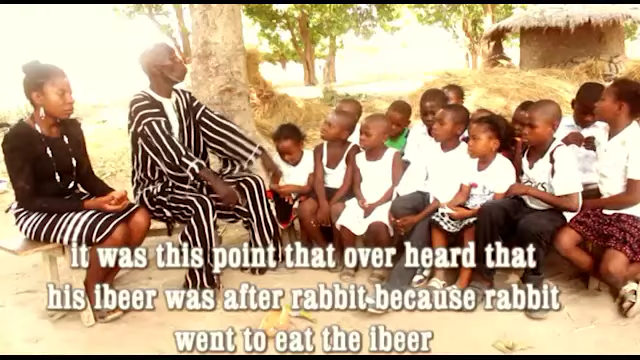 it was this point that over heard that
his ibeer was after rabbit because rabbit
went to eat the ibeer